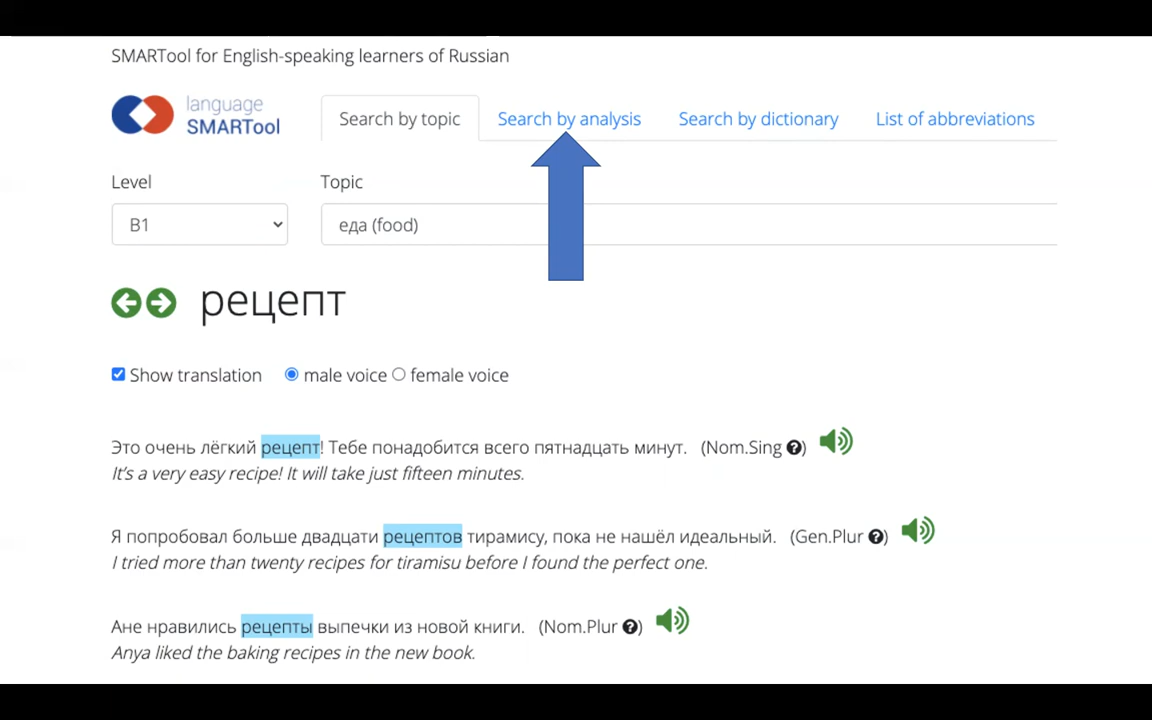 SMARTool for English-speaking learners of Russian
language
SMARTool
Search by topic Search by analysis Search by dictionary List of abbreviations
Level Topic
B1 еда (food)
рецепт
Show translation male voice female voice
Это очень лёгкий рецепт! Тебе понадобится всего пятнадцать минут. (Nom.Sing ?)
It's a very easy recipe! It will take just fifteen minutes.
Я попробовал больше двадцати рецептов тирамису, пока не нашёл идеальный. (Gen.Plur ?)
I tried more than twenty recipes for tiramisu before I found the perfect one.
Ане нравились рецепты выпечки из новой книги. (Nom.Plur ?)
Anya liked the baking recipes in the new book.